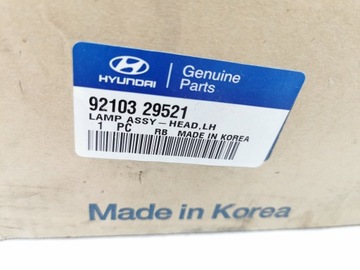 HYUNDAI
Genuine
Parts
92103 29521
LAMP ASSY-HEAD,LH
1 PC RB MADE IN KOREA
Made in Korea